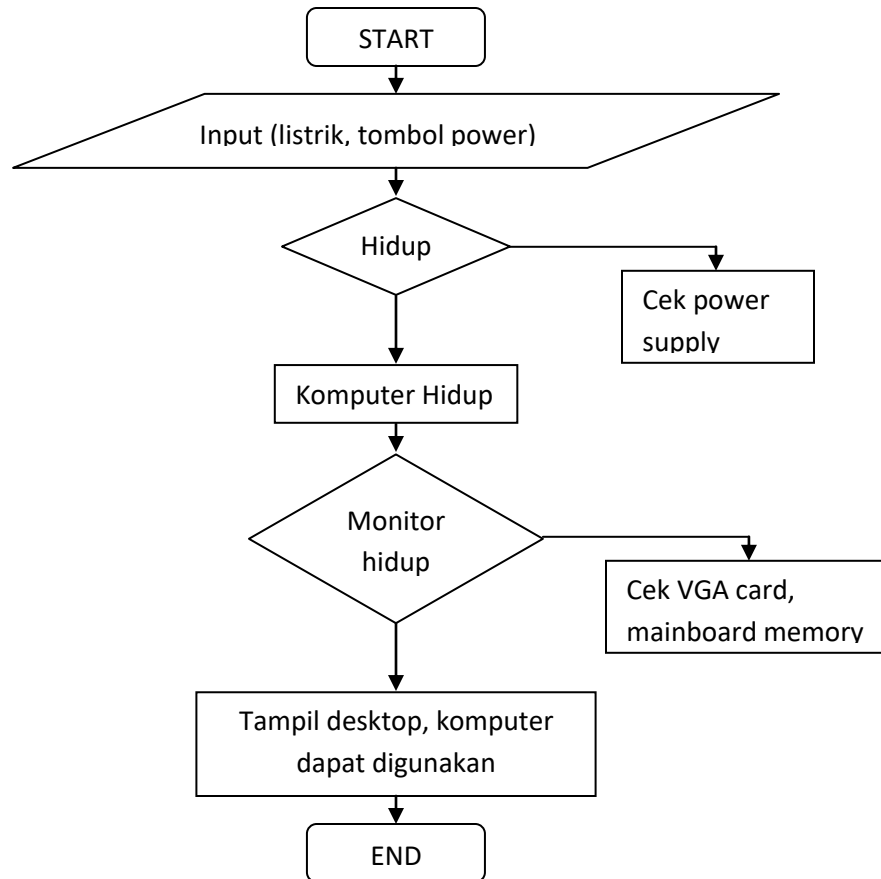 START
Input (listrik, tombol power)
Hidup
Cek power
supply
Komputer Hidup
Monitor
hidup
Cek VGA card,
mainboard memory
Tampil desktop, komputer
dapat digunakan
END